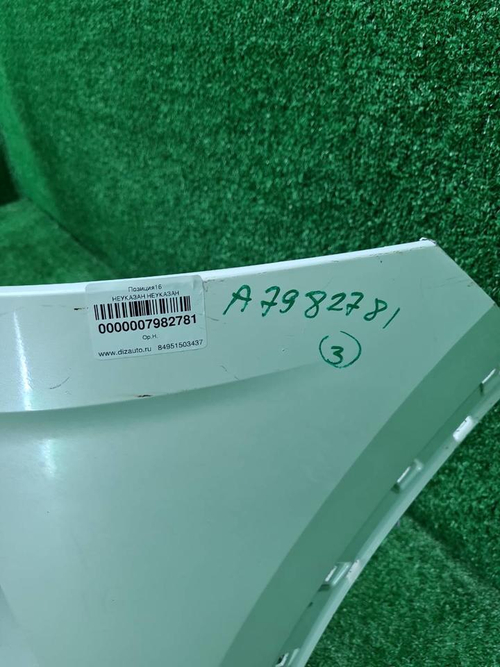 Позиция16
НЕУКАЗАН НЕУКАЗАН
0000007982781
Ор.Н.
www.dizauto.ru 84951503437
A7982781
3